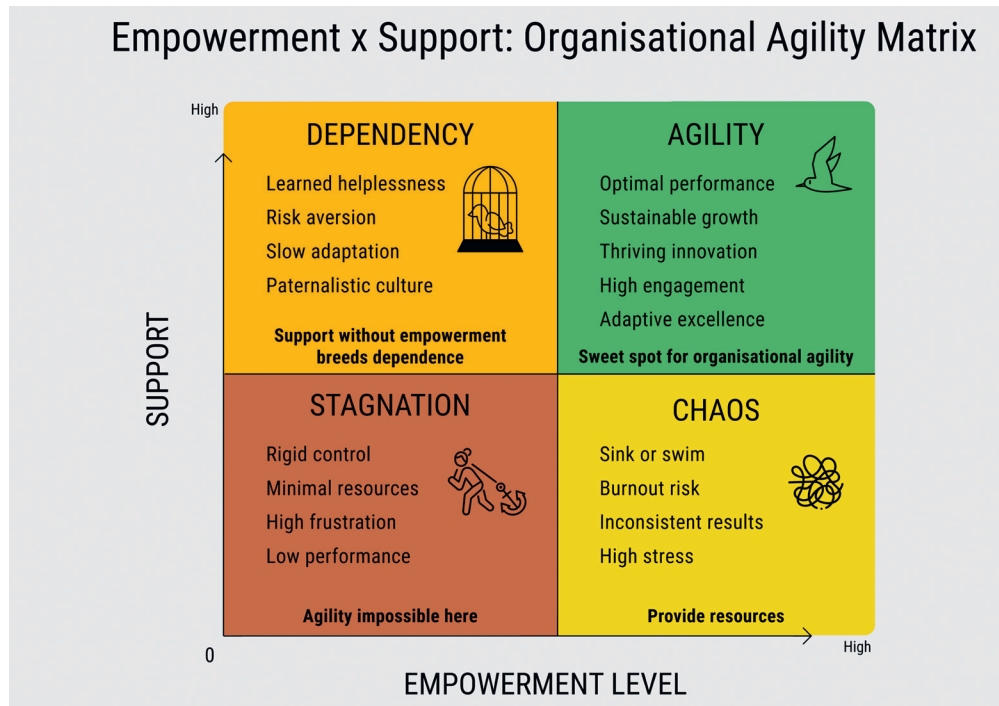 Empowerment x Support: Organisational Agility Matrix
High
DEPENDENCY
Learned helplessness
Risk aversion
Slow adaptation
Paternalistic culture
Support without empowerment
breeds dependence
AGILITY
Optimal performance
Sustainable growth
Thriving innovation
High engagement
Adaptive excellence
Sweet spot for organisational agility
SUPPORT
STAGNATION
Rigid control
Minimal resources
High frustration
Low performance
Agility impossible here
CHAOS
Sink or swim
Burnout risk
Inconsistent results
High stress
Provide resources
0
High
EMPOWERMENT LEVEL